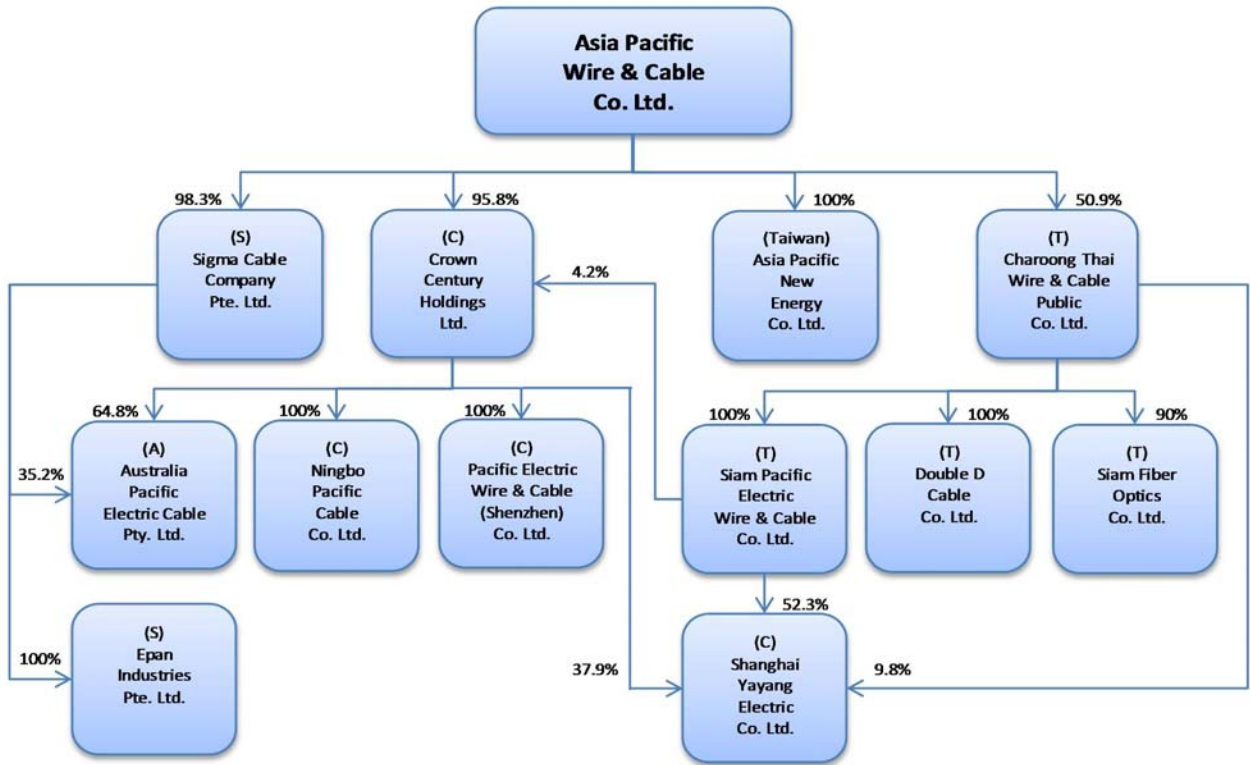 Asia Pacific
Wire & Cable
Co. Ltd.
98.3%
95.8%
100%
50.9%
(S)
Sigma Cable
Company
Pte. Ltd.
(C)
Crown
Century
Holdings
Ltd.
4.2%
(Taiwan)
Asia Pacific
New
Energy
Co. Ltd.
(T)
Charoong Thai
Wire & Cable
Public
Co. Ltd.
64.8%
100%
100%
100%
100%
90%
35.2%
(A)
Australia
Pacific
Electric Cable
Pty. Ltd.
(C)
Ningbo
Pacific
Cable
Co. Ltd.
(C)
Pacific Electric
Wire & Cable
(Shenzhen)
Co. Ltd.
(T)
Siam Pacific
Electric
Wire & Cable
Co. Ltd.
(T)
Double D
Cable
Co. Ltd.
(T)
Siam Fiber
Optics
Co. Ltd.
52.3%
100%
(S)
Epan
Industries
Pte. Ltd.
37.9%
(C)
Shanghai
Yayang
Electric
Co. Ltd.
9.8%